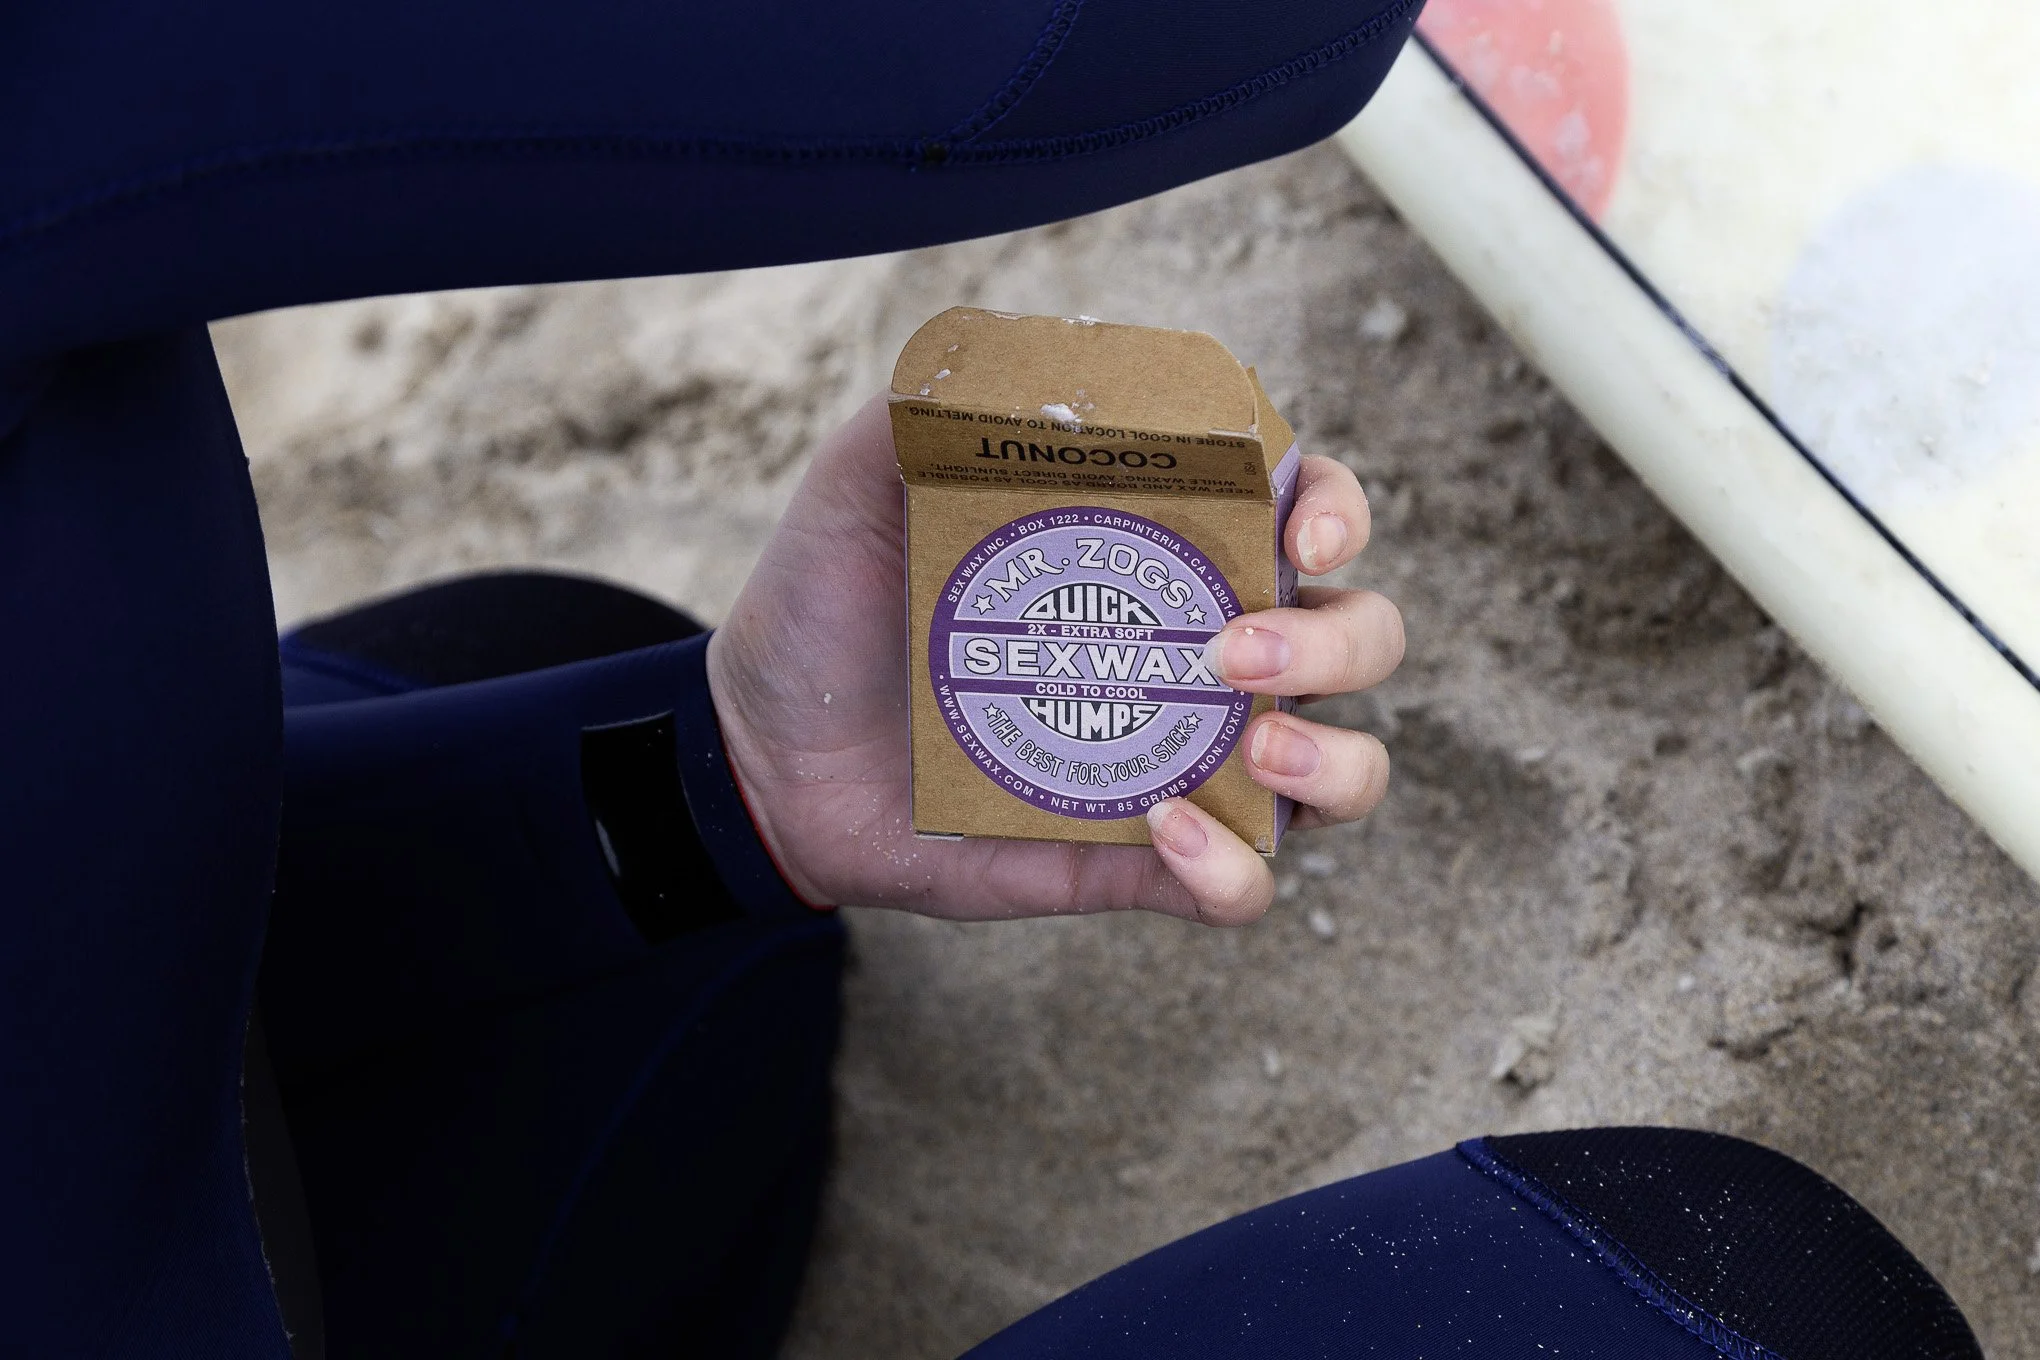 STORE IN COOL LOCATION TO AVOID MELTING.
COCONUT
KEEP WAX AND BOARD AS COOL AS POSSIBLE
WHILE WAXING. AVOID DIRECT SUNLIGHT.
SEX WAX INC. • BOX 1222 • CARPINTERIA • CA • 93014
MR. ZOGS
QUICK
2X - EXTRA SOFT
SEXWAX
COLD TO COOL
HUMPS
THE BEST FOR YOUR STICK
• WWW.SEXWAX.COM • NET WT. 85 GRAMS • NON-TOXIC •